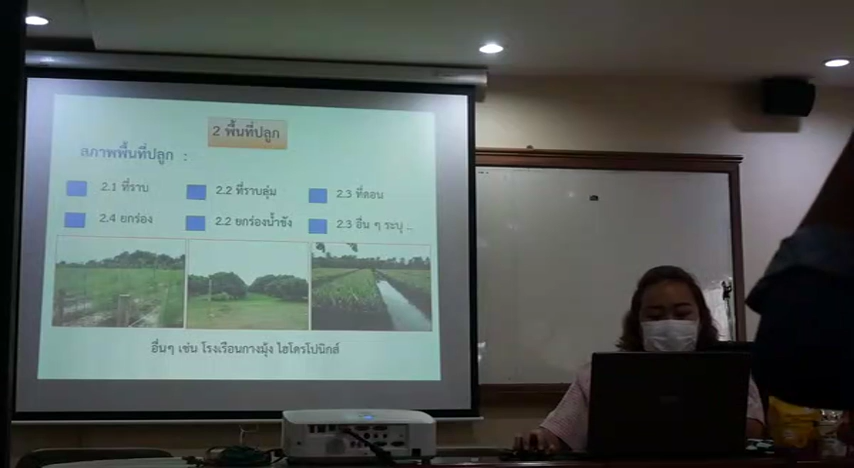 2 พื้นที่ปลูก
สภาพพื้นที่ปลูก :
2.1 ที่ราบ 2.2 ที่ราบลุ่ม 2.3 ที่ดอน
2.4 ยกร่อง 2.2 ยกร่องน้ำขัง 2.3 อื่น ๆ ระบุ ...
อื่นๆ เช่น โรงเรือนกางมุ้ง ไฮโดรโปนิกส์